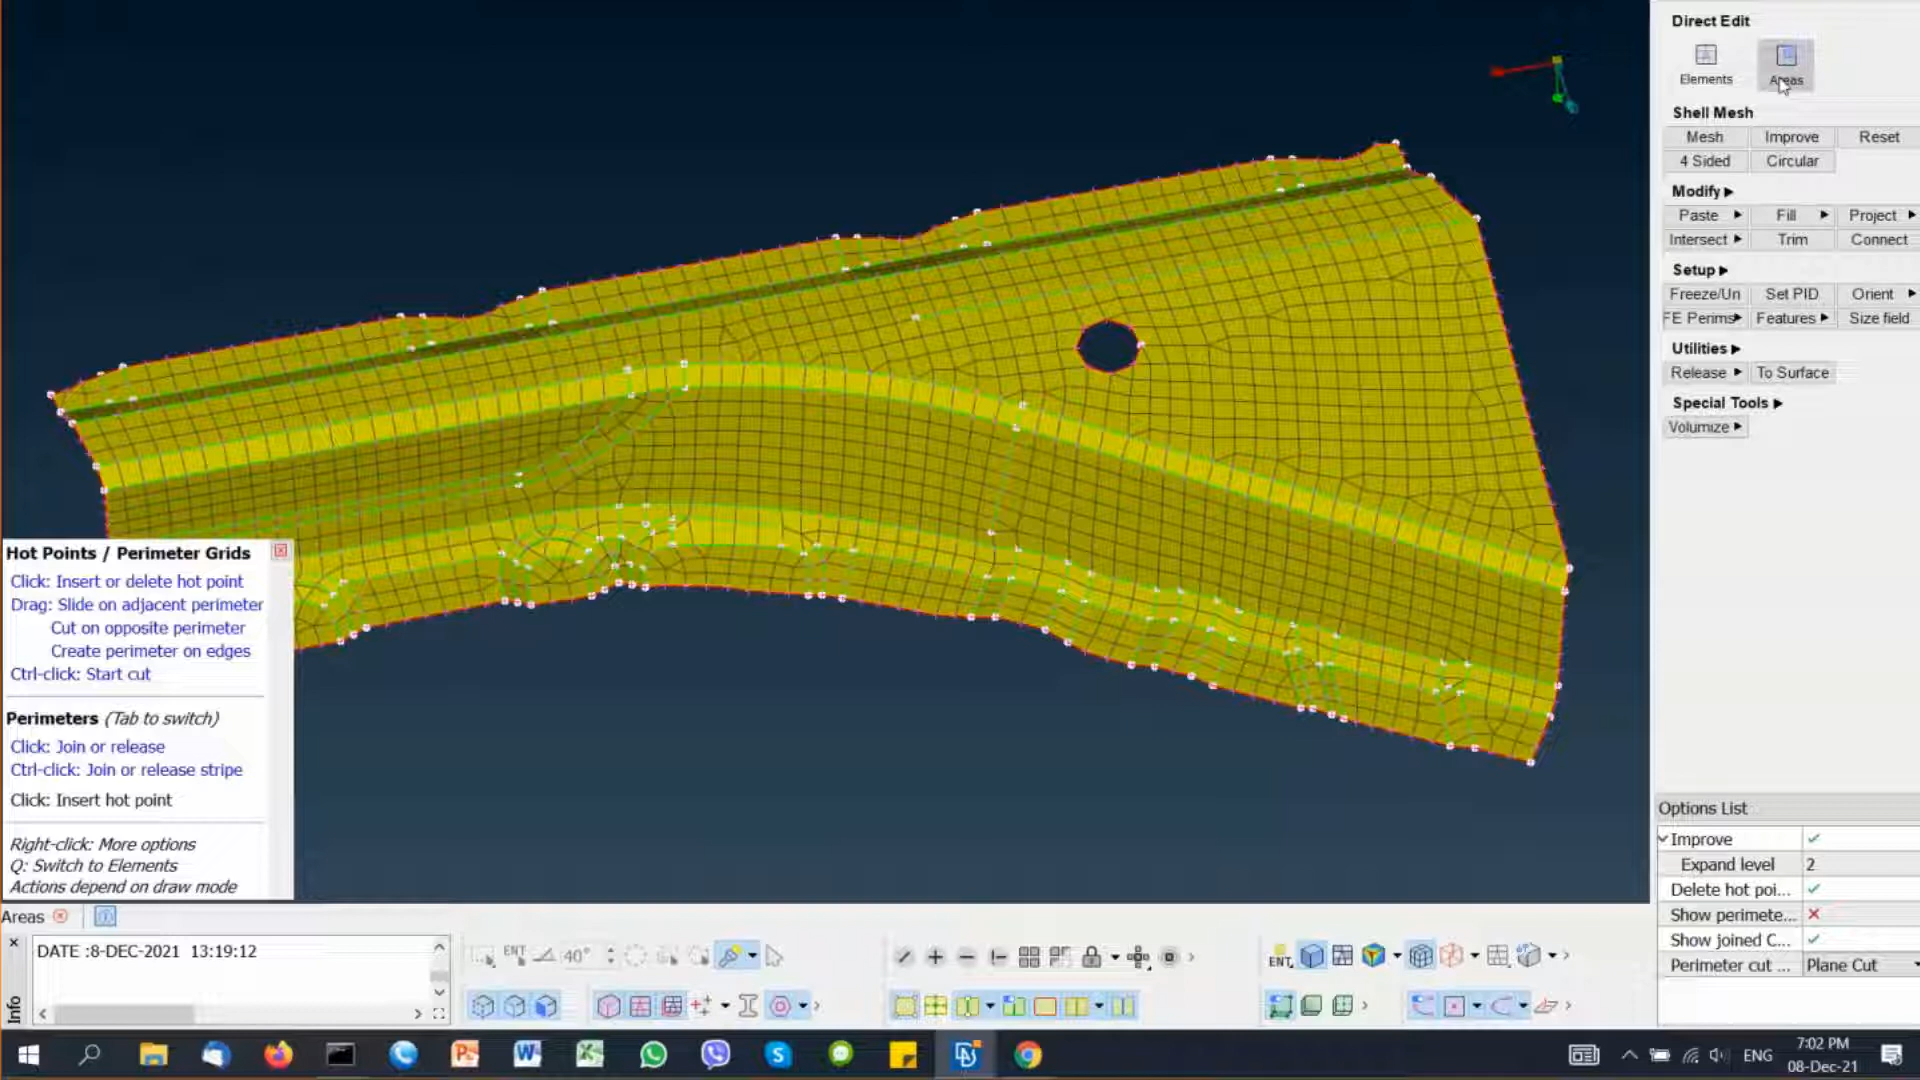 Direct Edit
Elements
Areas
Shell Mesh
Mesh Improve Reset
4 Sided Circular
Modify
Paste Fill Project
Intersect Trim Connect
Setup
Freeze/Un Set PID Orient
FE Perims Features Size field
Utilities
Release To Surface
Special Tools
Volumize
Hot Points / Perimeter Grids
Click: Insert or delete hot point
Drag: Slide on adjacent perimeter
Cut on opposite perimeter
Create perimeter on edges
Ctrl-click: Start cut
Perimeters (Tab to switch)
Click: Join or release
Ctrl-click: Join or release stripe
Click: Insert hot point
Right-click: More options
Q: Switch to Elements
Actions depend on draw mode
Options List
Improve
Expand level 2
Delete hot poi...
Show perimete...
Show joined C...
Perimeter cut ... Plane Cut
Areas
DATE :8-DEC-2021 13:19:12
Info
ENT 40°
ENT
ENG
7:02 PM
08-Dec-21